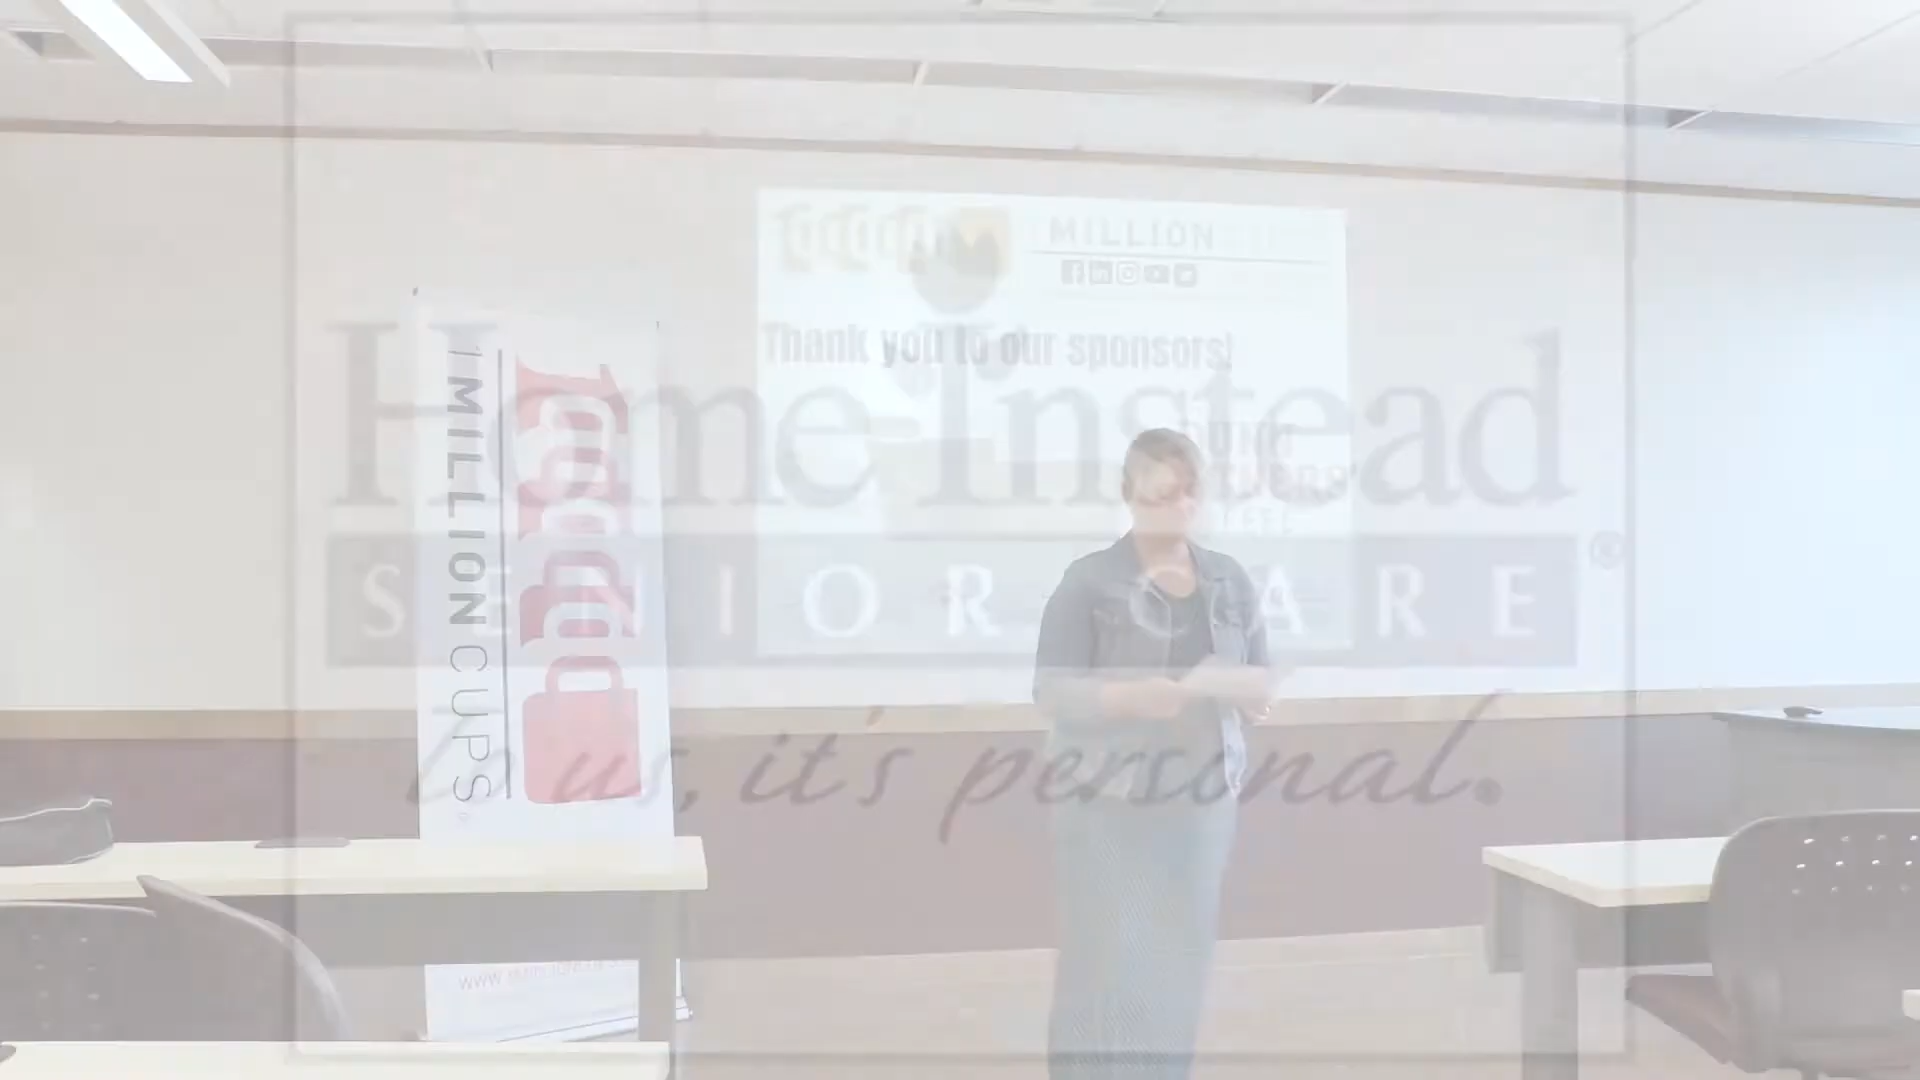 MILLION
Thank you to our sponsors!
Home Instead
SENIOR CARE®
to us, it's personal.
1 MILLION CUPS